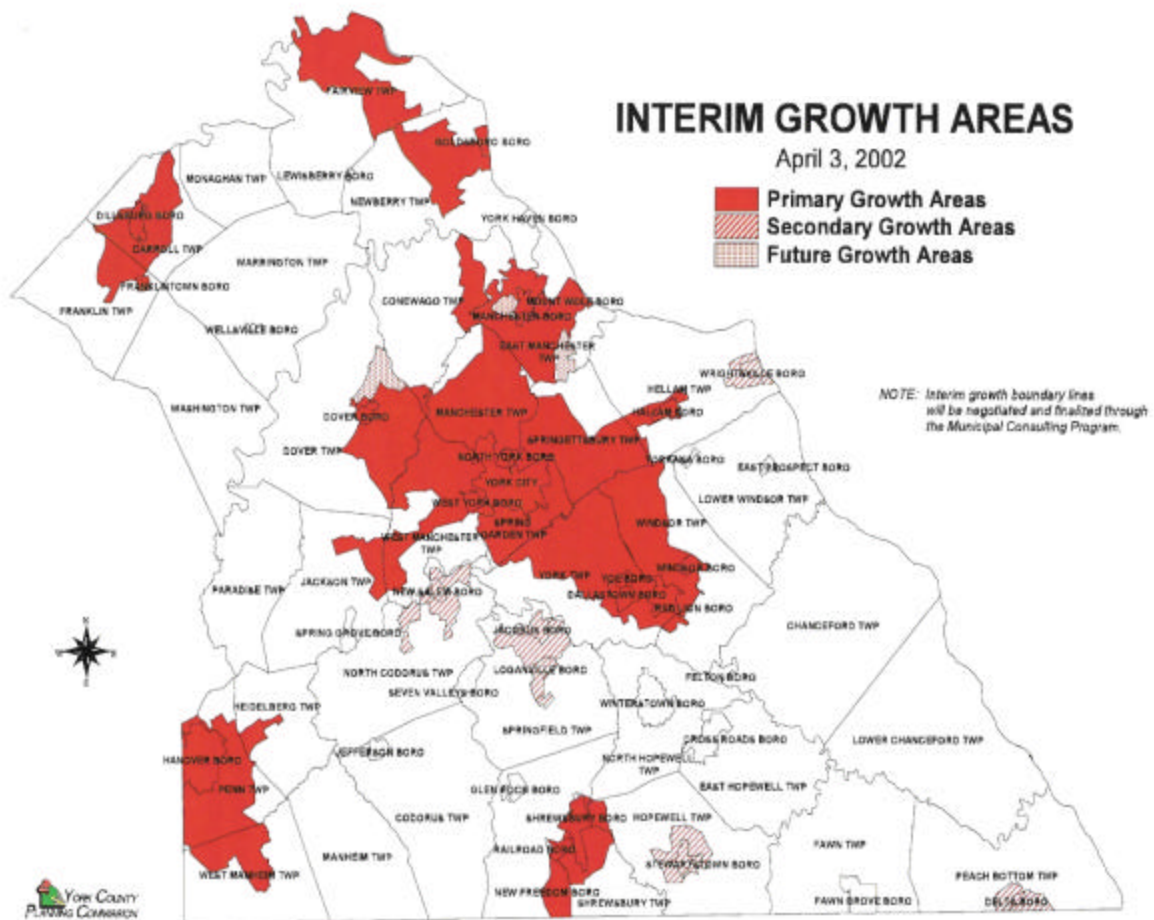 INTERIM GROWTH AREAS
April 3, 2002
Primary Growth Areas
Secondary Growth Areas
Future Growth Areas
NOTE: Interim growth boundary lines
will be negotiated and finalized through
the Municipal Consulting Program.
FAIRVIEW TWP
GOLDSBORO BORO
MONAGHAN TWP
LEWISBERRY BORO
NEWBERRY TWP
YORK HAVEN BORO
DILLSBURG BORO
CARROLL TWP
FRANKLINTOWN BORO
FRANKLIN TWP
WARRINGTON TWP
WELLSVILLE BORO
CONEWAGO TWP
MOUNT WOLF BORO
MANCHESTER BORO
EAST MANCHESTER
TWP
WASHINGTON TWP
WRIGHTSVILLE BORO
HELLAM TWP
HALLAM BORO
DOVER BORO
MANCHESTER TWP
DOVER TWP
SPRINGETTSBURY TWP
NORTH YORK BORO
YORKANA BORO
EAST PROSPECT BORO
YORK CITY
WEST YORK BORO
LOWER WINDSOR TWP
SPRING
GARDEN TWP
WINDSOR TWP
WEST MANCHESTER
TWP
PARADISE TWP
JACKSON TWP
NEW SALEM BORO
YORK TWP
YOE BORO
WINDSOR BORO
DALLASTOWN BORO
RED LION BORO
SPRING GROVE BORO
JACOBUS BORO
CHANCEFORD TWP
NORTH CODORUS TWP
LOGANVILLE BORO
SEVEN VALLEYS BORO
FELTON BORO
WINTERSTOWN BORO
HEIDELBERG TWP
SPRINGFIELD TWP
CROSS ROADS BORO
LOWER CHANCEFORD TWP
HANOVER BORO
JEFFERSON BORO
NORTH HOPEWELL
TWP
PENN TWP
GLEN ROCK BORO
EAST HOPEWELL TWP
CODORUS TWP
SHREWSBURY BORO
HOPEWELL TWP
RAILROAD BORO
FAWN TWP
MANHEIM TWP
STEWARTSTOWN BORO
WEST MANHEIM TWP
PEACH BOTTOM TWP
NEW FREEDOM BORO
SHREWSBURY TWP
FAWN GROVE BORO
DELTA BORO
YORK COUNTY
PLANNING COMMISSION